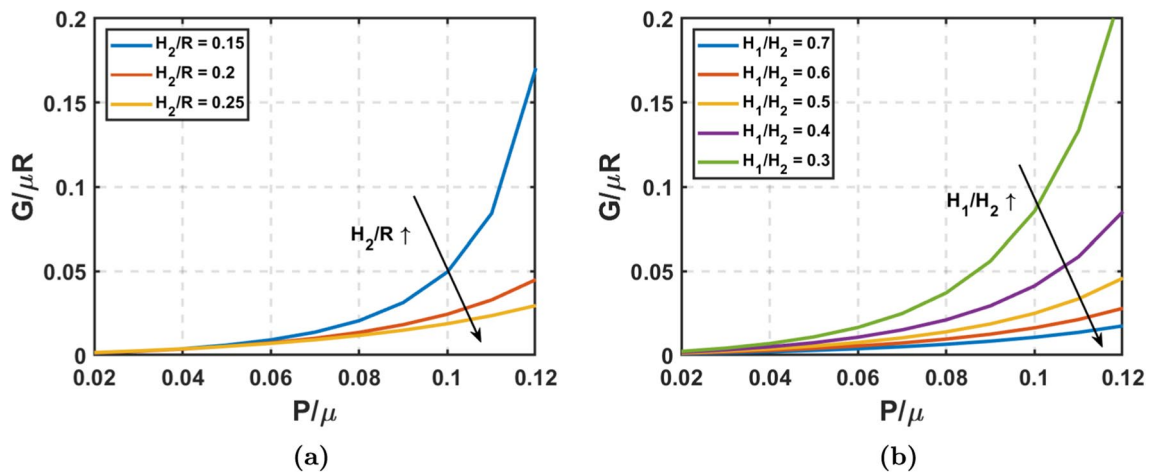 0.2
0.15
0.1
0.05
0
G/μR
H₂/R = 0.15
H₂/R = 0.2
H₂/R = 0.25
H₂/R ↑
0.02 0.04 0.06 0.08 0.1 0.12
P/μ
(a)
0.2
0.15
0.1
0.05
0
G/μR
H₁/H₂ = 0.7
H₁/H₂ = 0.6
H₁/H₂ = 0.5
H₁/H₂ = 0.4
H₁/H₂ = 0.3
H₁/H₂ ↑
0.02 0.04 0.06 0.08 0.1 0.12
P/μ
(b)